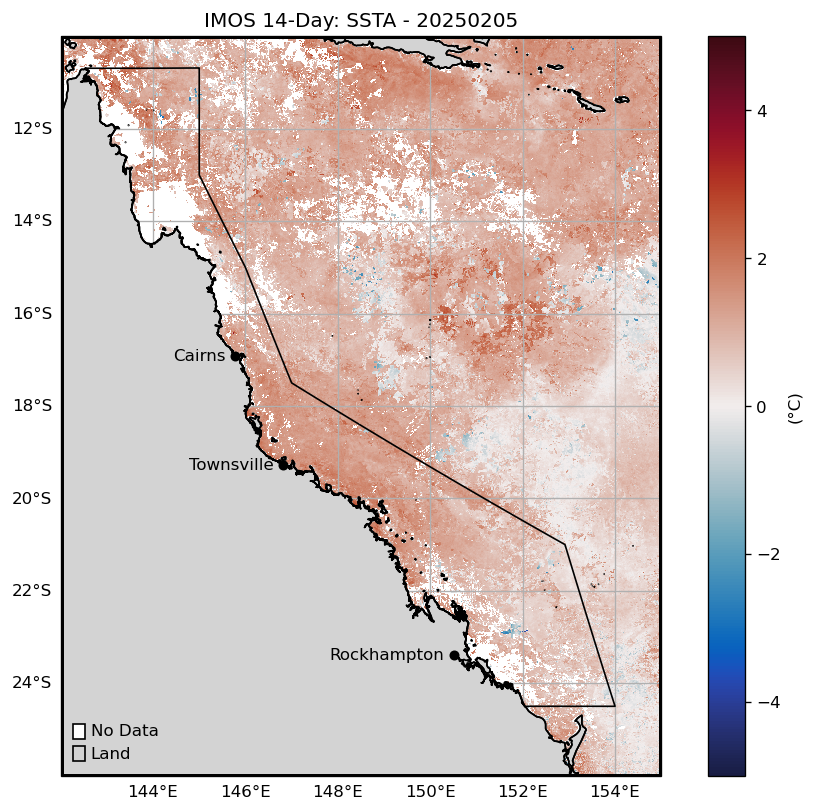 IMOS 14-Day: SSTA - 20250205
12°S
14°S
16°S
18°S
20°S
22°S
24°S
Cairns
Townsville
Rockhampton
No Data
Land
144°E 146°E 148°E 150°E 152°E 154°E
4
2
0
−2
−4
(°C)